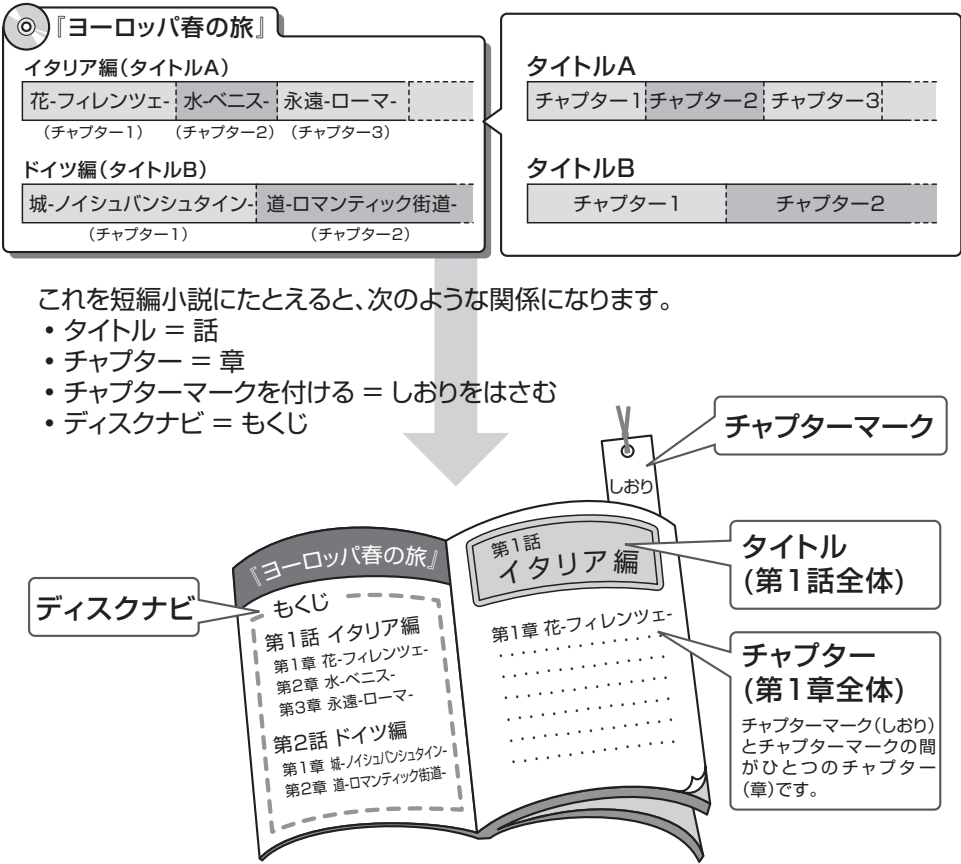 『ヨーロッパ春の旅』
イタリア編(タイトルA)
花-フィレンツェ- 水-ベニス- 永遠-ローマ-
(チャプター1) (チャプター2) (チャプター3)
ドイツ編(タイトルB)
城-ノイシュバンシュタイン- 道-ロマンティック街道-
(チャプター1) (チャプター2)
タイトルA
チャプター1 チャプター2 チャプター3
タイトルB
チャプター1 チャプター2
これを短編小説にたとえると、次のような関係になります。
• タイトル = 話
• チャプター = 章
• チャプターマークを付ける = しおりをはさむ
• ディスクナビ = もくじ
チャプターマーク
しおり
ディスクナビ
『ヨーロッパ春の旅』
もくじ
第1話 イタリア編
第1章 花-フィレンツェ-
第2章 水-ベニス-
第3章 永遠-ローマ-
第2話 ドイツ編
第1章 城-ノイシュバンシュタイン-
第2章 道-ロマンティック街道-
第1話
イタリア編
第1章 花-フィレンツェ-
タイトル
(第1話全体)
チャプター
(第1章全体)
チャプターマーク(しおり)
とチャプターマークの間
がひとつのチャプター
(章)です。